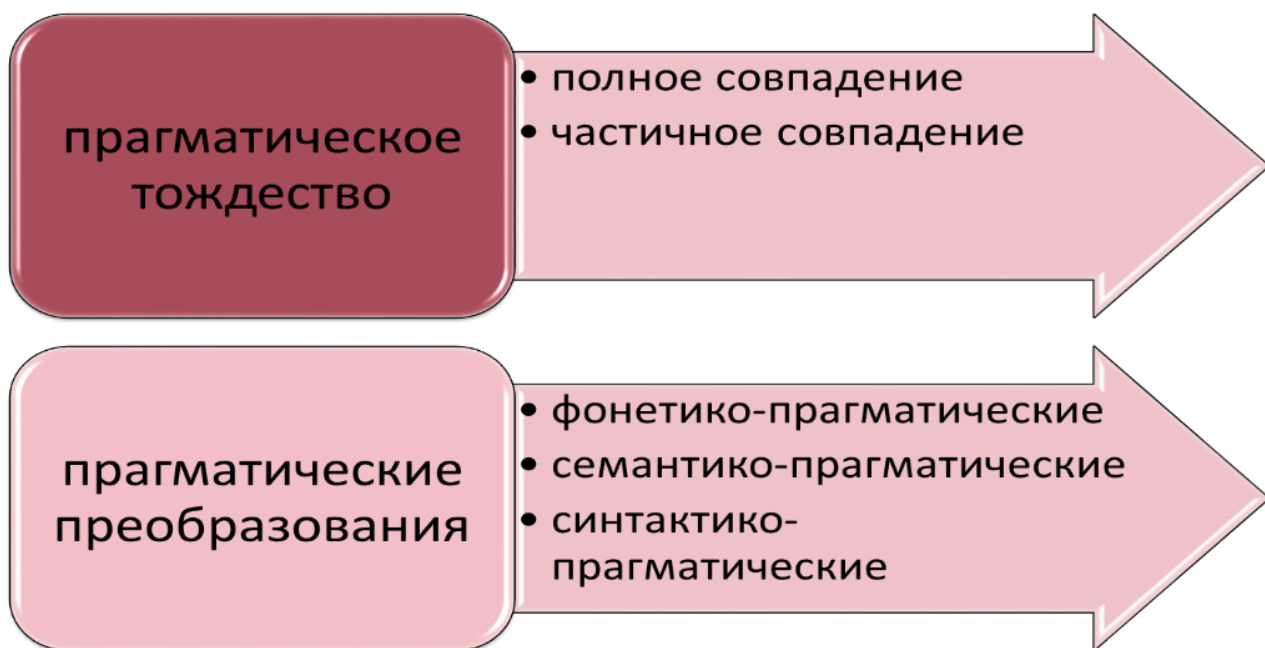 прагматическое
тождество
• полное совпадение
• частичное совпадение
прагматические
преобразования
• фонетико-прагматические
• семантико-прагматические
• синтактико-
прагматические